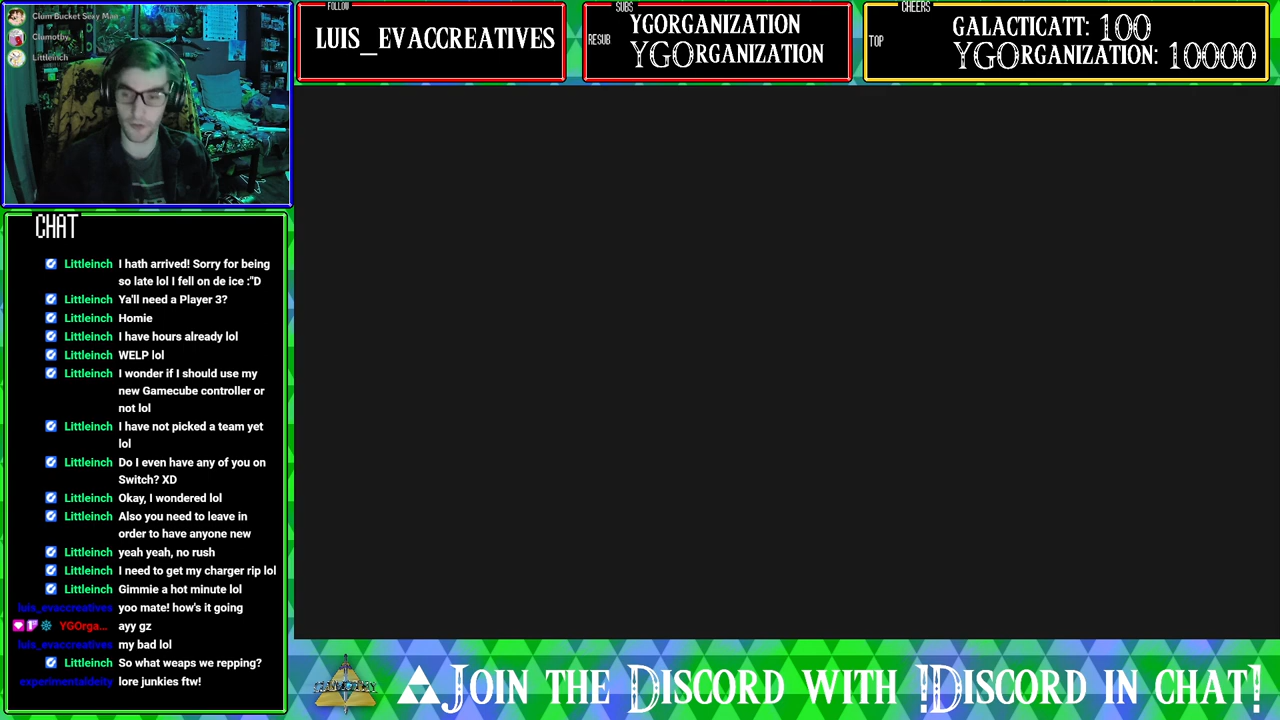 Clum Bucket Sexy Man
Clumothy
Littleinch
FOLLOW
LUIS_EVACCREATIVES
SUBS
RESUB
YGORGANIZATION
YGORGANIZATION
CHEERS
TOP
GALACTICATT: 100
YGORGANIZATION: 10000
CHAT
Littleinch I hath arrived! Sorry for being
so late lol I fell on de ice :"D
Littleinch Ya'll need a Player 3?
Littleinch Homie
Littleinch I have hours already lol
Littleinch WELP lol
Littleinch I wonder if I should use my
new Gamecube controller or
not lol
Littleinch I have not picked a team yet
lol
Littleinch Do I even have any of you on
Switch? XD
Littleinch Okay, I wondered lol
Littleinch Also you need to leave in
order to have anyone new
Littleinch yeah yeah, no rush
Littleinch I need to get my charger rip lol
Littleinch Gimmie a hot minute lol
luis_evaccreatives yoo mate! how's it going
YGOrga... ayy gz
luis_evaccreatives my bad lol
Littleinch So what weaps we repping?
experimentaldeity lore junkies ftw!
JOIN THE DISCORD WITH !DISCORD IN CHAT!